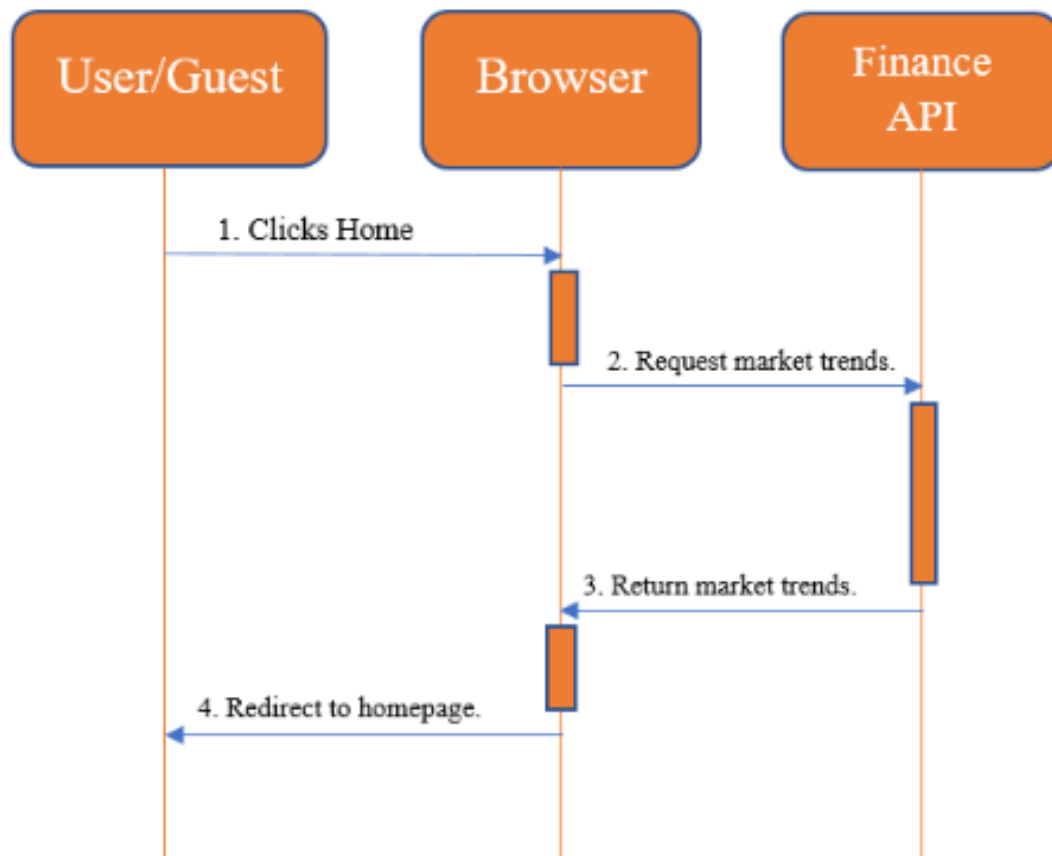 User/Guest
Browser
Finance
API
1. Clicks Home
2. Request market trends.
3. Return market trends.
4. Redirect to homepage.